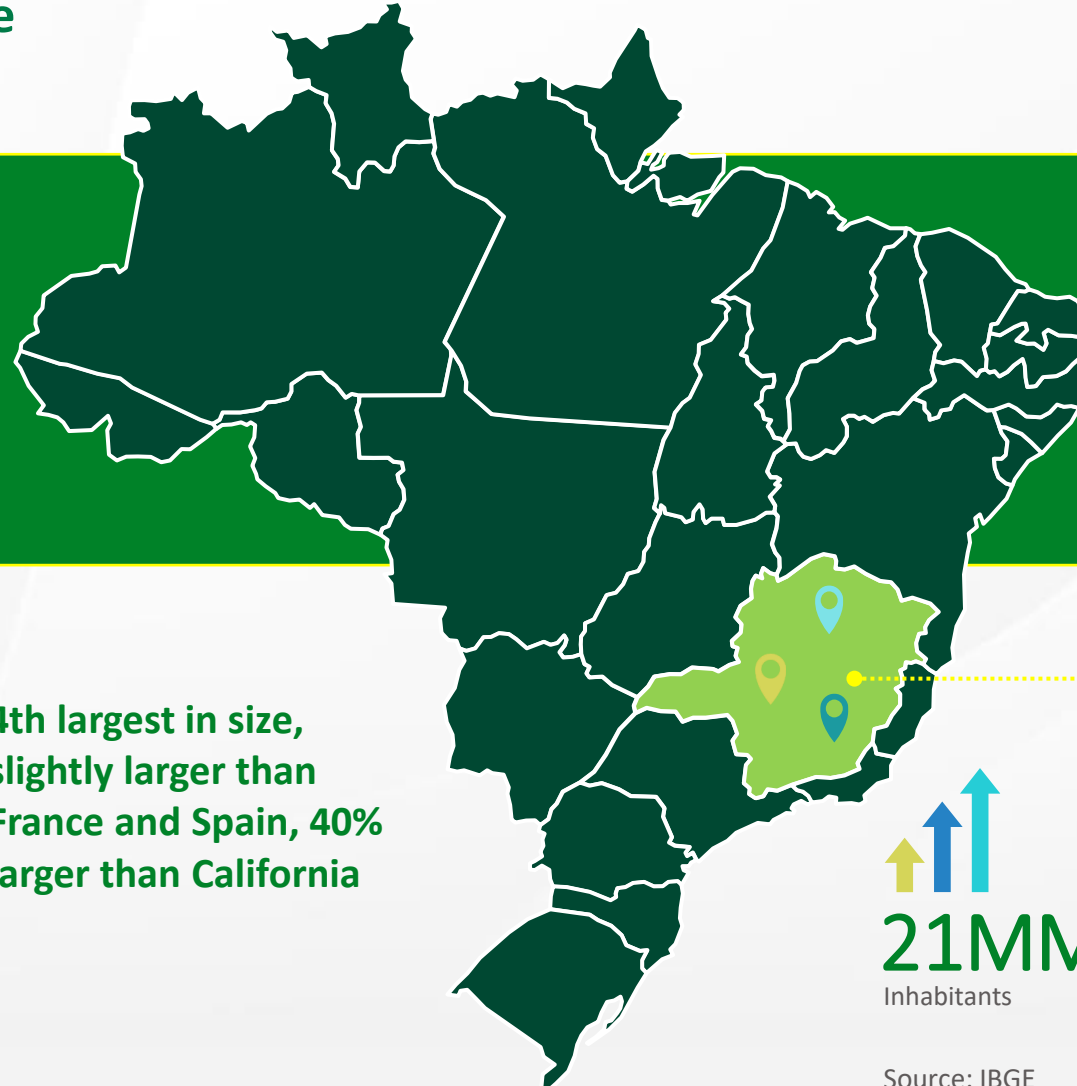 e
4th largest in size,
slightly larger than
France and Spain, 40%
larger than California
21MM
Inhabitants
Source: IBGE